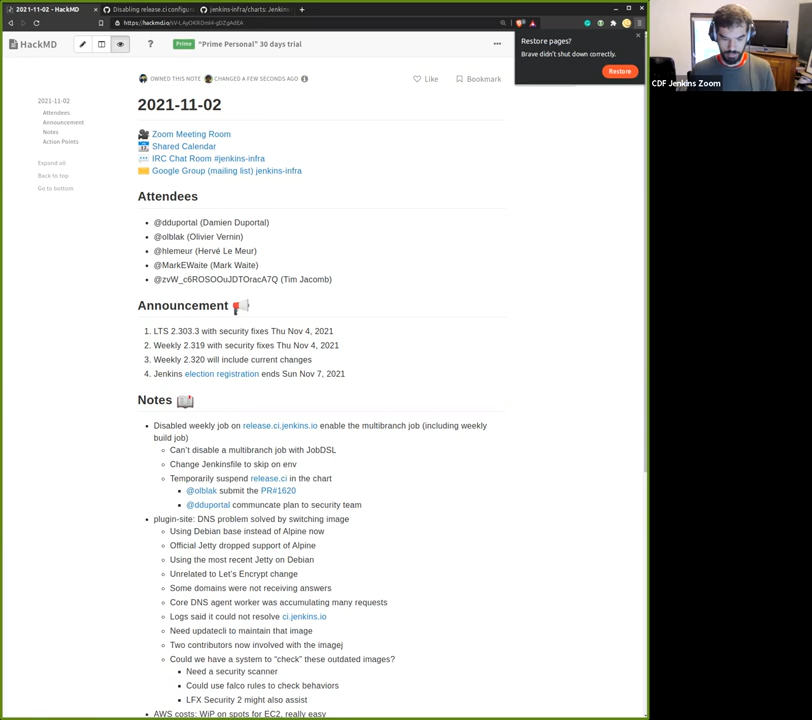 2021-11-02 - HackMD
Disabling release.ci configur
jenkins-infra/charts: Jenkins
https://hackmd.io
HackMD
Prime "Prime Personal" 30 days trial
Restore pages?
Brave didn't shut down correctly.
Restore
CDF Jenkins Zoom
OWNED THIS NOTE CHANGED A FEW SECONDS AGO
Like
Bookmark
2021-11-02
Attendees
Announcement
Notes
Action Points
Expand all
Back to top
Go to bottom
2021-11-02
Zoom Meeting Room
Shared Calendar
IRC Chat Room #jenkins-infra
Google Group (mailing list) jenkins-infra
Attendees
@dduportal (Damien Duportal)
@olblak (Olivier Vernin)
@hlemeur (Hervé Le Meur)
@MarkEWaite (Mark Waite)
@zvW_c6ROSOOuJDTOracA7Q (Tim Jacomb)
Announcement
1. LTS 2.303.3 with security fixes Thu Nov 4, 2021
2. Weekly 2.319 with security fixes Thu Nov 4, 2021
3. Weekly 2.320 will include current changes
4. Jenkins election registration ends Sun Nov 7, 2021
Notes
Disabled weekly job on release.ci.jenkins.io enable the multibranch job (including weekly
build job)
Can't disable a multibranch job with JobDSL
Change Jenkinsfile to skip on env
Temporarily suspend release.ci in the chart
@olblak submit the PR#1620
@dduportal communcate plan to security team
plugin-site: DNS problem solved by switching image
Using Debian base instead of Alpine now
Official Jetty dropped support of Alpine
Using the most recent Jetty on Debian
Unrelated to Let's Encrypt change
Some domains were not receiving answers
Core DNS agent worker was accumulating many requests
Logs said it could not resolve ci.jenkins.io
Need updatecli to maintain that image
Two contributors now involved with the imagej
Could we have a system to "check" these outdated images?
Need a security scanner
Could use falco rules to check behaviors
LFX Security 2 might also assist
AWS costs: WiP on spots for EC2, really easy